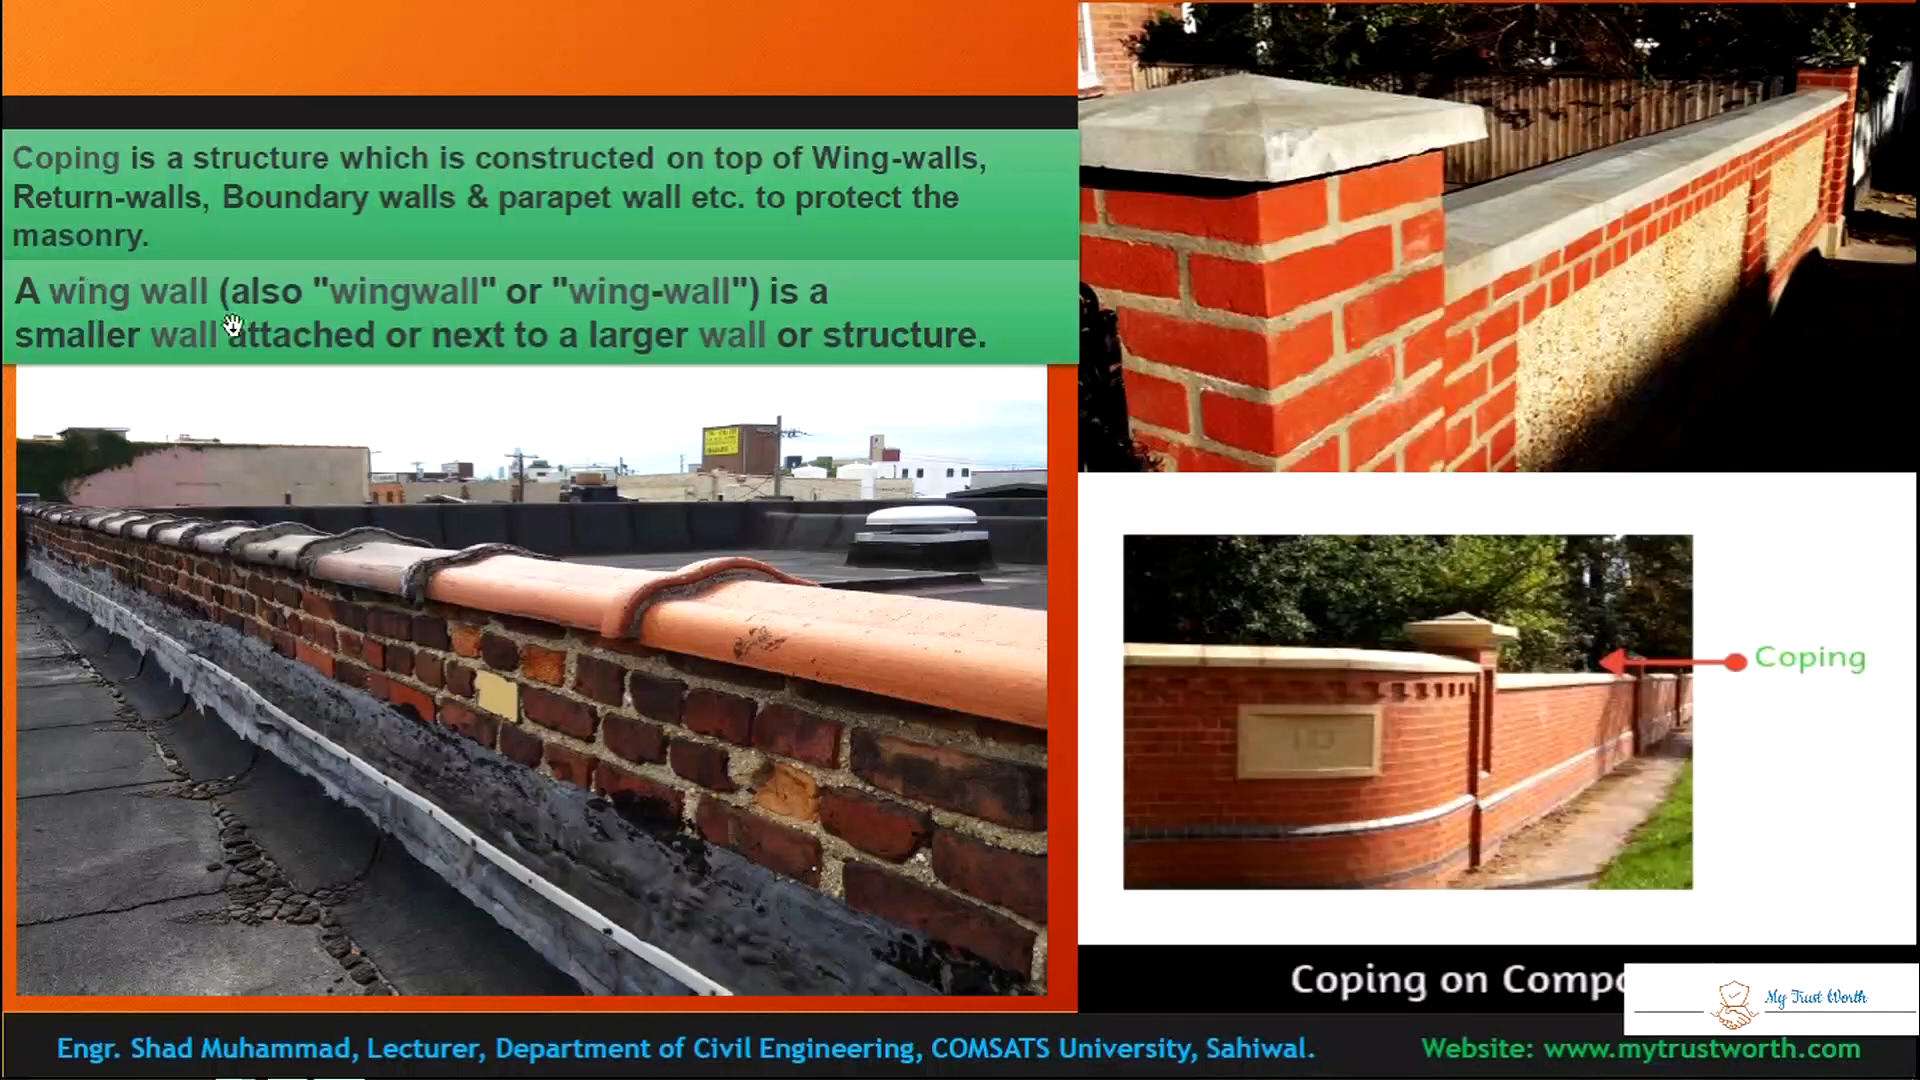 Coping is a structure which is constructed on top of Wing-walls,
Return-walls, Boundary walls & parapet wall etc. to protect the
masonry.
A wing wall (also "wingwall" or "wing-wall") is a
smaller wall attached or next to a larger wall or structure.
Coping
Coping on Compo
My Trust Worth
Engr. Shad Muhammad, Lecturer, Department of Civil Engineering, COMSATS University, Sahiwal.
Website: www.mytrustworth.com